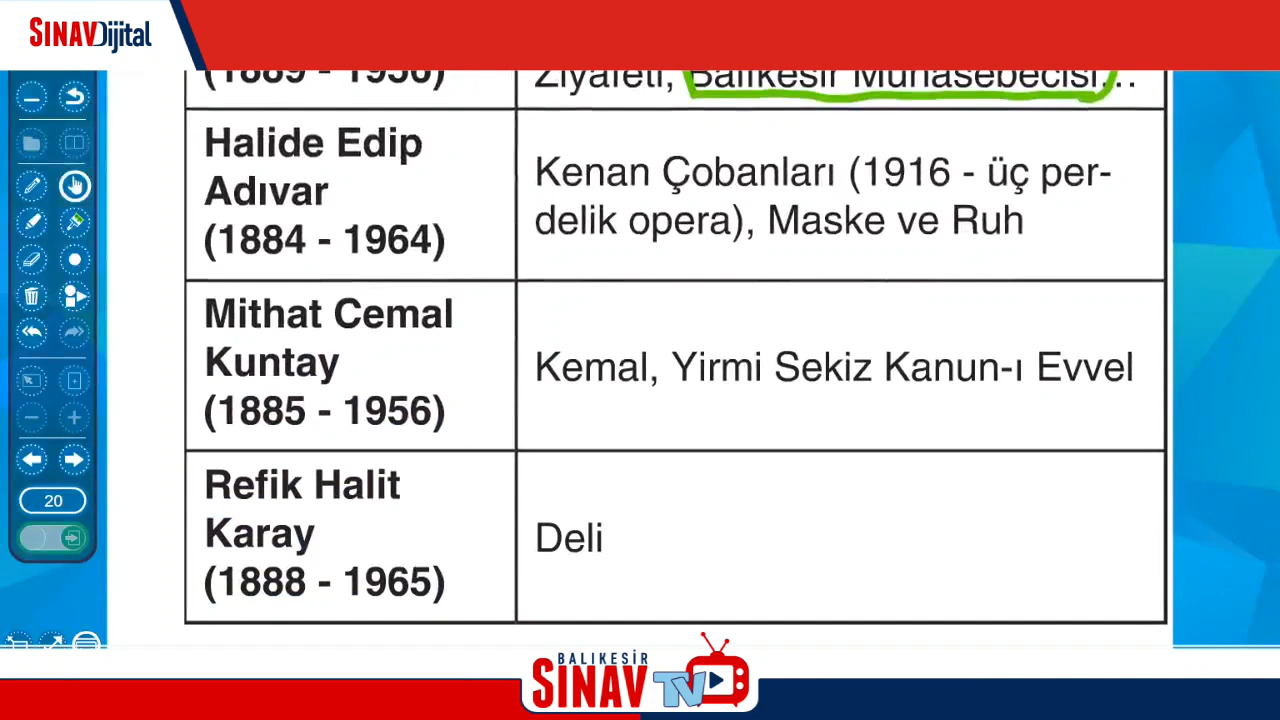 SINAVDijital
(1889 - 1956)
Ziyafeti, Balıkesir Muhasebecisi...
Halide Edip
Adıvar
(1884 - 1964)
Kenan Çobanları (1916 - üç per-
delik opera), Maske ve Ruh
Mithat Cemal
Kuntay
(1885 - 1956)
Kemal, Yirmi Sekiz Kanun-ı Evvel
Refik Halit
Karay
(1888 - 1965)
Deli
20
BALIKESİR
SINAV TV